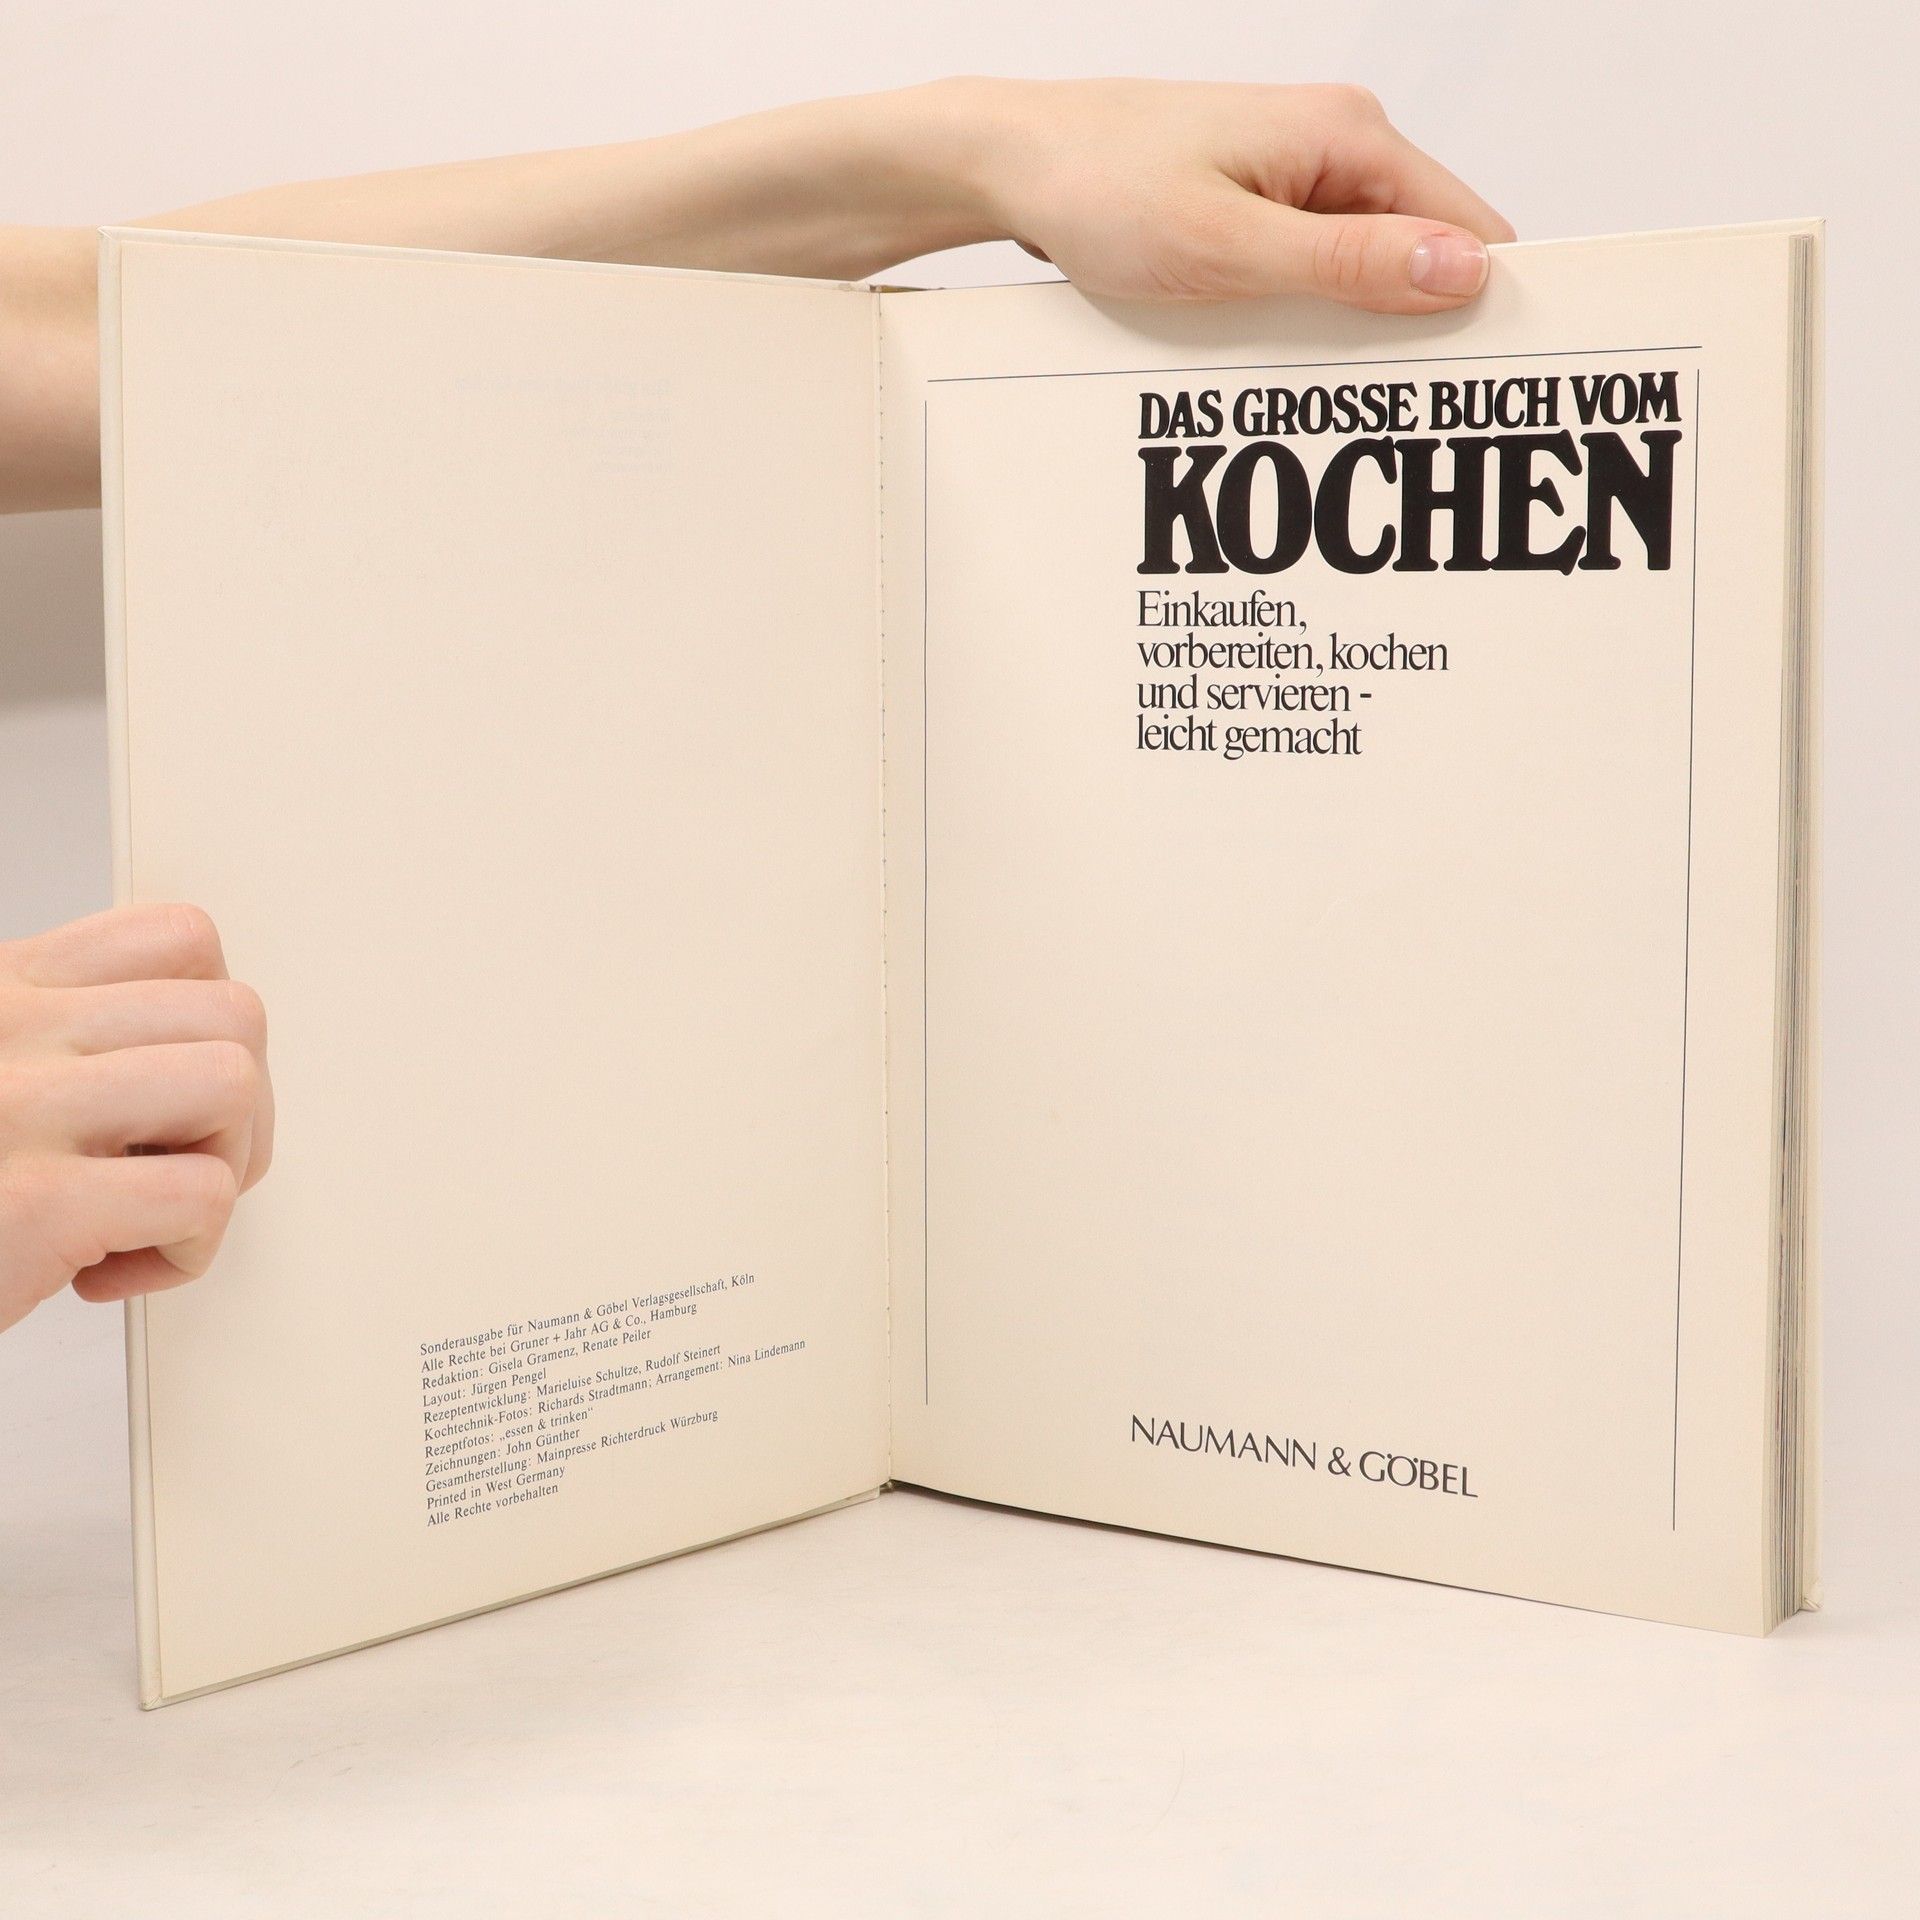 Sonderausgabe für Naumann & Göbel Verlagsgesellschaft, Köln
Alle Rechte bei Gruner + Jahr AG & Co., Hamburg
Redaktion: Gisela Gramenz, Renate Peiler
Layout: Jürgen Pengel
Rezeptentwicklung: Marieluise Schultze, Rudolf Steinert
Kochtechnik-Fotos: Richards Stradtmann; Arrangement: Nina Lindemann
Rezeptfotos: „essen & trinken“
Zeichnungen: John Günther
Gesamtherstellung: Mainpresse Richterdruck Würzburg
Printed in West Germany
Alle Rechte vorbehalten
DAS GROSSE BUCH VOM
KOCHEN
Einkaufen,
vorbereiten, kochen
und servieren -
leicht gemacht
NAUMANN & GÖBEL